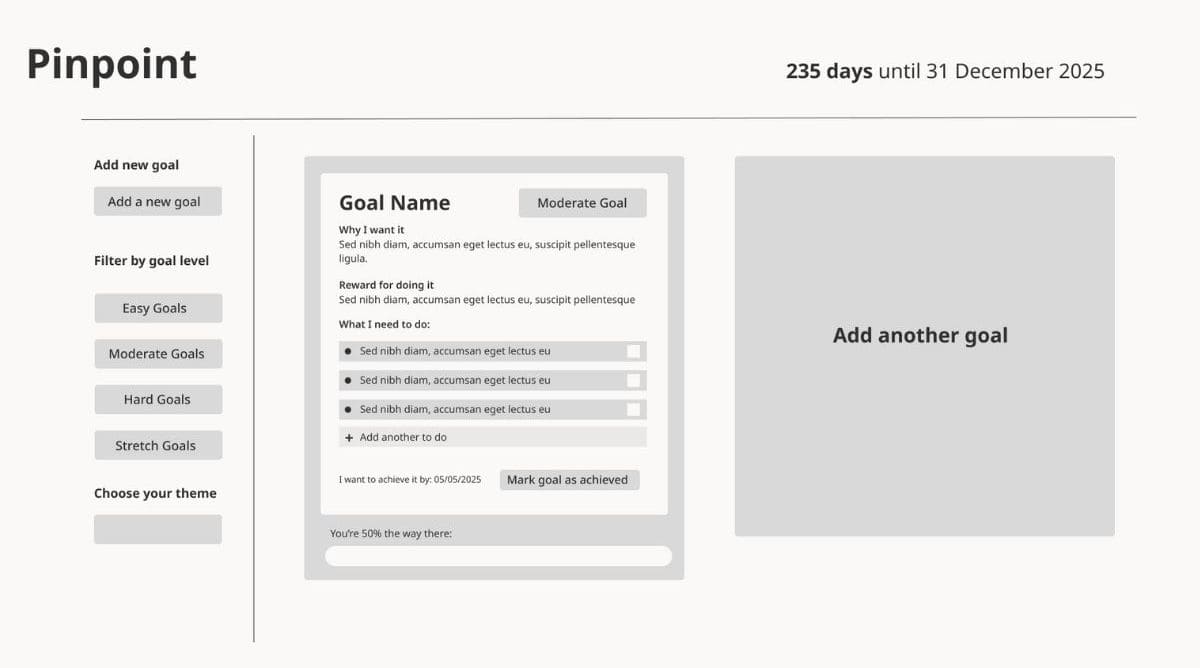 Pinpoint
235 days until 31 December 2025
Add new goal
Add a new goal
Filter by goal level
Easy Goals
Moderate Goals
Hard Goals
Stretch Goals
Choose your theme
Goal Name
Moderate Goal
Why I want it
Sed nibh diam, accumsan eget lectus eu, suscipit pellentesque
ligula.
Reward for doing it
Sed nibh diam, accumsan eget lectus eu, suscipit pellentesque
What I need to do:
● Sed nibh diam, accumsan eget lectus eu
● Sed nibh diam, accumsan eget lectus eu
● Sed nibh diam, accumsan eget lectus eu
+ Add another to do
I want to achieve it by: 05/05/2025
Mark goal as achieved
You're 50% the way there:
Add another goal